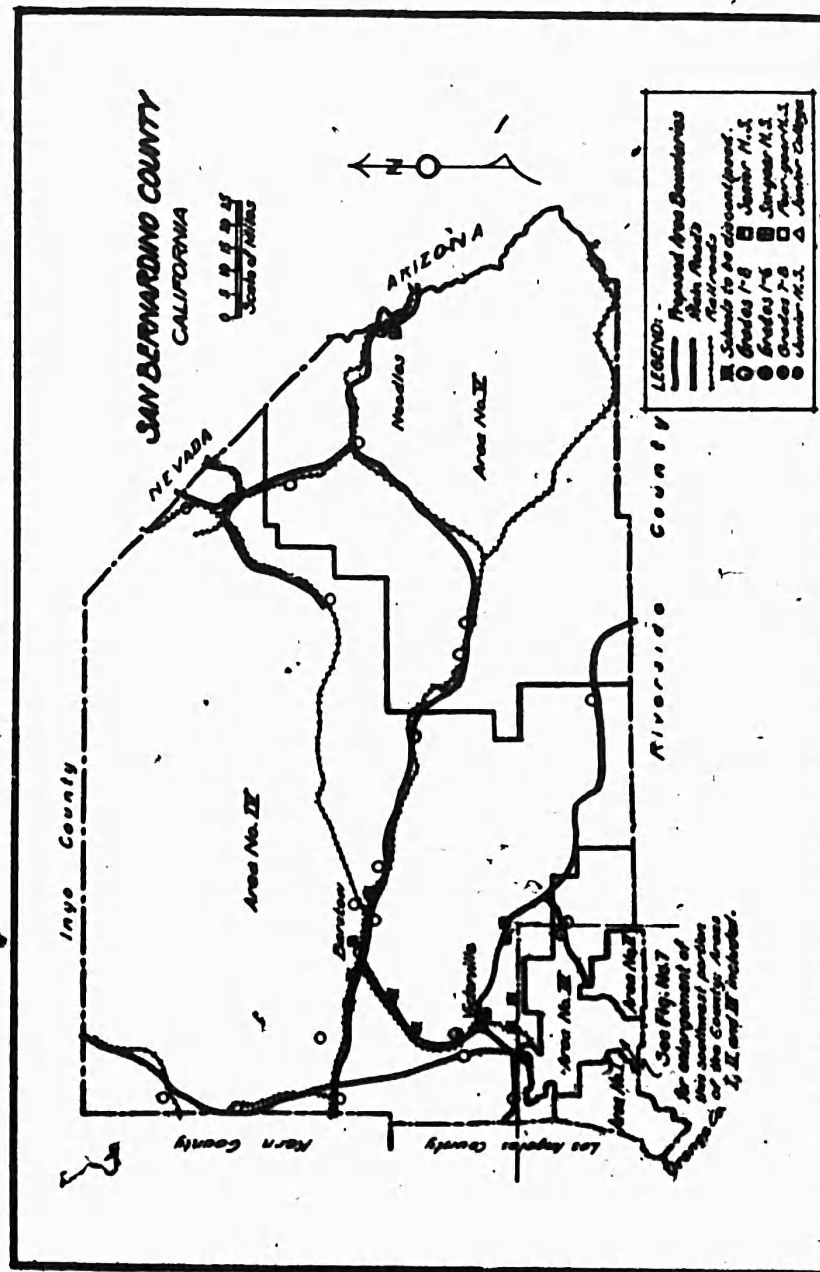 SAN BERNARDINO COUNTY
CALIFORNIA
Scale of Miles
N
Inyo County
NEVADA
ARIZONA
Area No. IV
Barstow
Needles
Area No. V
Kern County
Victorville
Los Angeles County
Area No. III
Area No.
Area No.
Orange Co.
Riverside County
See Fig. No. 7
for enlargement of
this southwest portion
of the County. Areas
I, II and III included.
LEGEND:-
Proposed Area Boundaries
Main Roads
Railroads
Schools to be discontinued.
Grades 1-8
Senior H.S.
Grades 1-6
Six-year H.S.
Grades 7-8
Four-year H.S.
Junior H.S.
Junior College